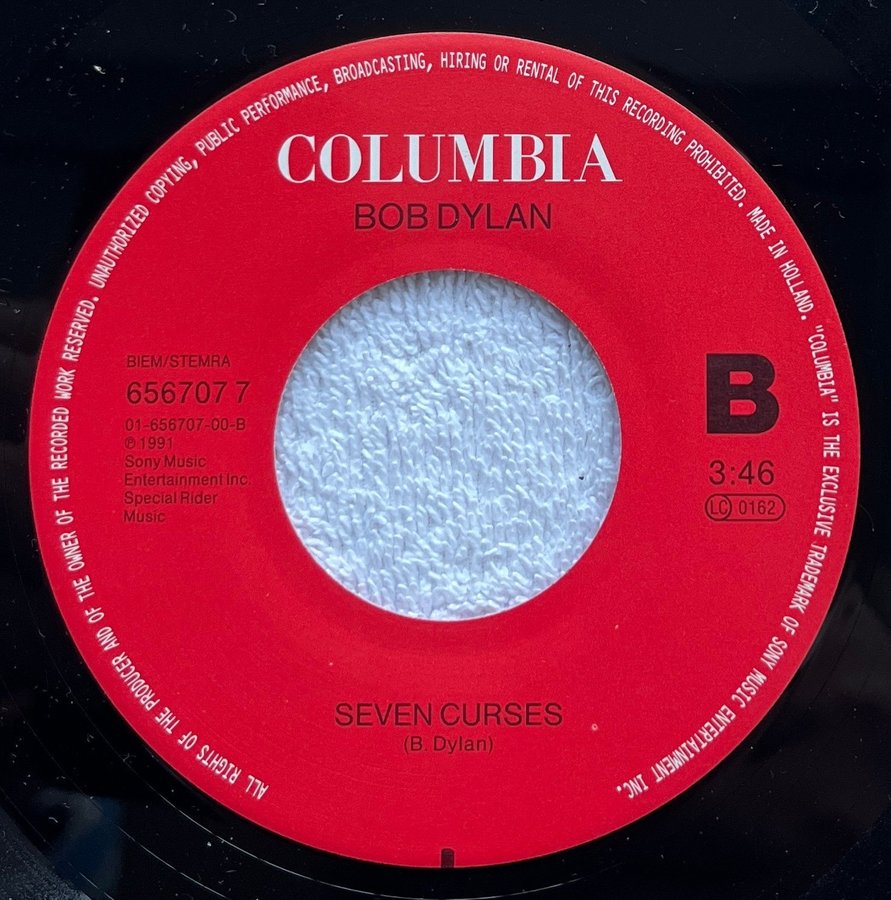 ALL RIGHTS OF THE PRODUCER AND OF THE OWNER OF THE RECORDED WORK RESERVED. UNAUTHORIZED COPYING, PUBLIC PERFORMANCE, BROADCASTING, HIRING OR RENTAL OF THIS RECORDING PROHIBITED. MADE IN HOLLAND. "COLUMBIA" IS THE EXCLUSIVE TRADEMARK OF SONY MUSIC ENTERTAINMENT INC.
COLUMBIA
BOB DYLAN
BIEM/STEMRA
656707 7
01-656707-00-B
℗ 1991
Sony Music
Entertainment Inc.
Special Rider
Music
B
3:46
LC 0162
SEVEN CURSES
(B. Dylan)